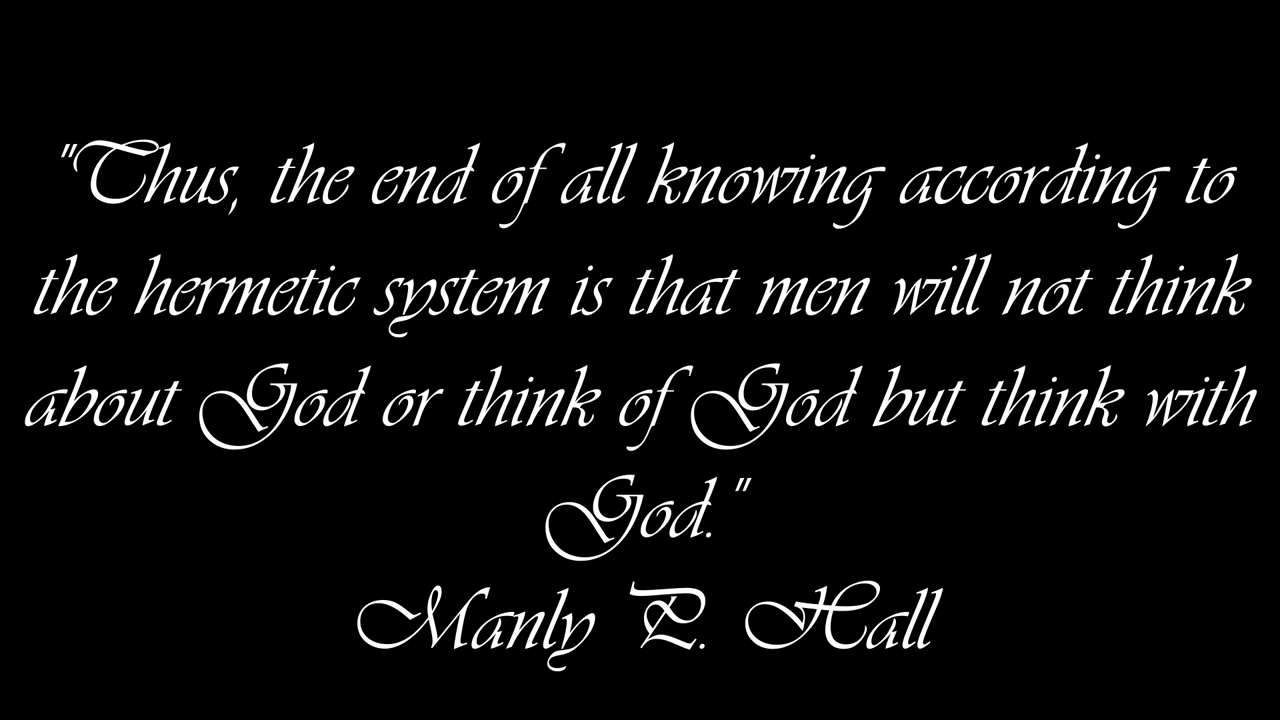 "Thus, the end of all knowing according to
the hermetic system is that men will not think
about God or think of God but think with
God."
Manly P. Hall